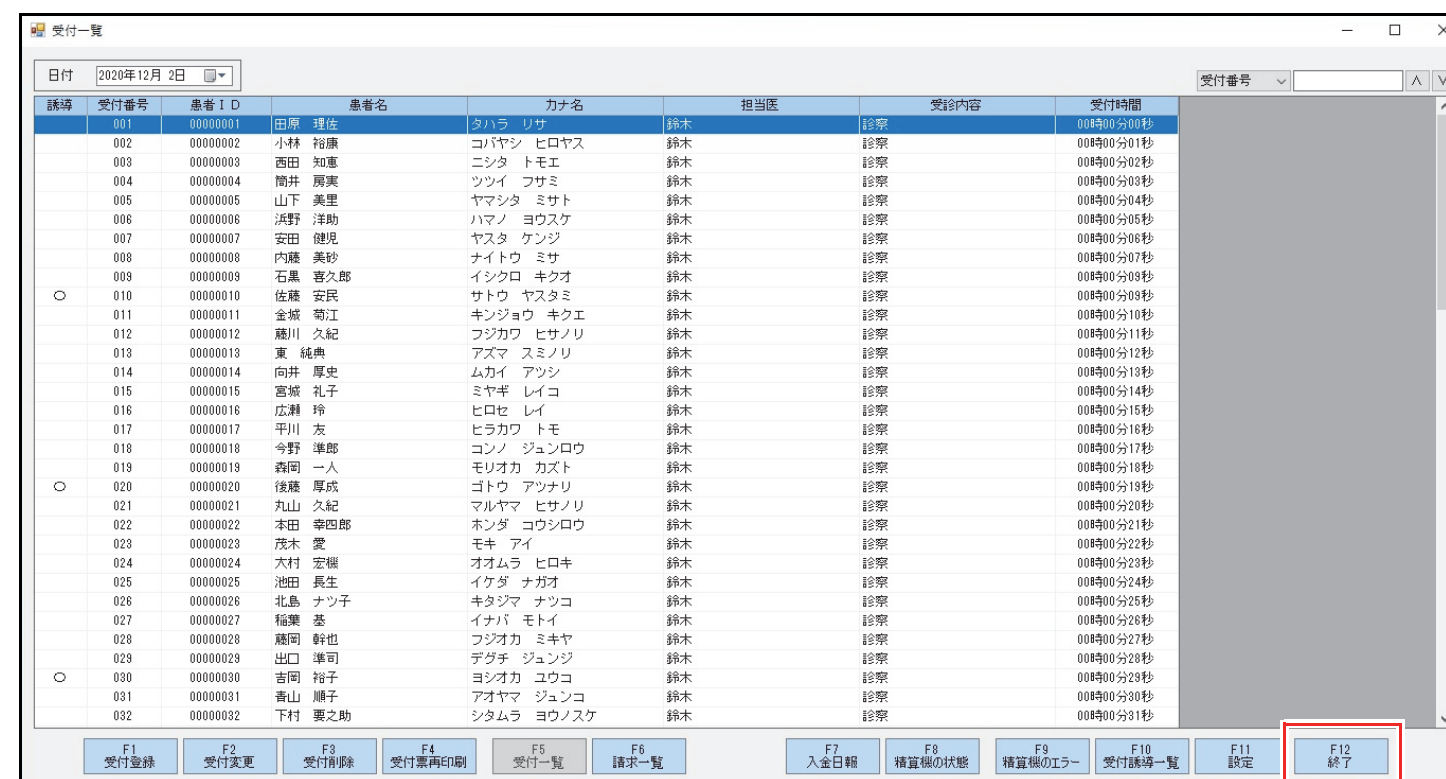 受付一覧
日付 2020年12月 2日
受付番号
誘導 受付番号 患者ＩＤ 患者名 カナ名 担当医 受診内容 受付時間
001 00000001 田原 理佐 タハラ リサ 鈴木 診察 00時00分00秒
002 00000002 小林 裕康 コバヤシ ヒロヤス 鈴木 診察 00時00分01秒
003 00000003 西田 知恵 ニシタ トモエ 鈴木 診察 00時00分02秒
004 00000004 筒井 房実 ツツイ フサミ 鈴木 診察 00時00分03秒
005 00000005 山下 美里 ヤマシタ ミサト 鈴木 診察 00時00分04秒
006 00000006 浜野 洋助 ハマノ ヨウスケ 鈴木 診察 00時00分05秒
007 00000007 安田 健児 ヤスタ ケンジ 鈴木 診察 00時00分06秒
008 00000008 内藤 美砂 ナイトウ ミサ 鈴木 診察 00時00分07秒
009 00000009 石黒 喜久郎 イシクロ キクオ 鈴木 診察 00時00分09秒
○ 010 00000010 佐藤 安民 サトウ ヤスタミ 鈴木 診察 00時00分09秒
011 00000011 金城 菊江 キンジョウ キクエ 鈴木 診察 00時00分10秒
012 00000012 藤川 久紀 フジカワ ヒサノリ 鈴木 診察 00時00分11秒
013 00000013 東 純典 アズマ スミノリ 鈴木 診察 00時00分12秒
014 00000014 向井 厚史 ムカイ アツシ 鈴木 診察 00時00分13秒
015 00000015 宮城 礼子 ミヤギ レイコ 鈴木 診察 00時00分14秒
016 00000016 広瀬 玲 ヒロセ レイ 鈴木 診察 00時00分15秒
017 00000017 平川 友 ヒラカワ トモ 鈴木 診察 00時00分16秒
018 00000018 今野 準郎 コンノ ジュンロウ 鈴木 診察 00時00分17秒
019 00000019 森岡 一人 モリオカ カズト 鈴木 診察 00時00分18秒
○ 020 00000020 後藤 厚成 ゴトウ アツナリ 鈴木 診察 00時00分19秒
021 00000021 丸山 久紀 マルヤマ ヒサノリ 鈴木 診察 00時00分20秒
022 00000022 本田 幸四郎 ホンダ コウシロウ 鈴木 診察 00時00分21秒
023 00000023 茂木 愛 モキ アイ 鈴木 診察 00時00分22秒
024 00000024 大村 宏機 オオムラ ヒロキ 鈴木 診察 00時00分23秒
025 00000025 池田 長生 イケダ ナガオ 鈴木 診察 00時00分24秒
026 00000026 北島 ナツ子 キタジマ ナツコ 鈴木 診察 00時00分25秒
027 00000027 稲葉 基 イナバ モトイ 鈴木 診察 00時00分26秒
028 00000028 藤岡 幹也 フジオカ ミキヤ 鈴木 診察 00時00分27秒
029 00000029 出口 準司 デグチ ジュンジ 鈴木 診察 00時00分28秒
○ 030 00000030 吉岡 裕子 ヨシオカ ユウコ 鈴木 診察 00時00分29秒
031 00000031 青山 順子 アオヤマ ジュンコ 鈴木 診察 00時00分30秒
032 00000032 下村 要之助 シタムラ ヨウノスケ 鈴木 診察 00時00分31秒
F1 F2 F3 F4 F5 F6 F7 F8 F9 F10 F11 F12
受付登録 受付変更 受付削除 受付票再印刷 受付一覧 請求一覧 入金日報 精算機の状態 精算機のエラー 受付誘導一覧 設定 終了